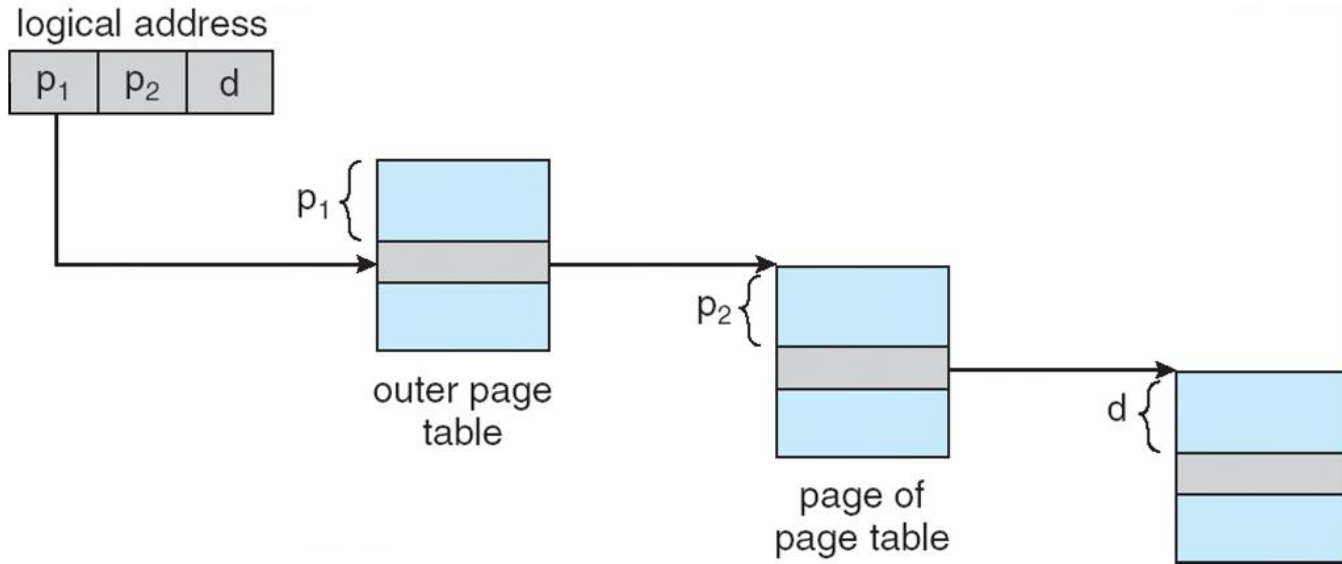 logical address
p₁ p₂ d
p₁
outer page
table
p₂
page of
page table
d